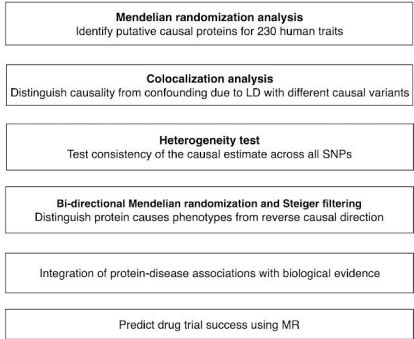 Mendelian randomization analysis
Identify putative causal proteins for 230 human traits
Colocalization analysis
Distinguish causality from confounding due to LD with different causal variants
Heterogeneity test
Test consistency of the causal estimate across all SNPs
Bi-directional Mendelian randomization and Steiger filtering
Distinguish protein causes phenotypes from reverse causal direction
Integration of protein-disease associations with biological evidence
Predict drug trial success using MR